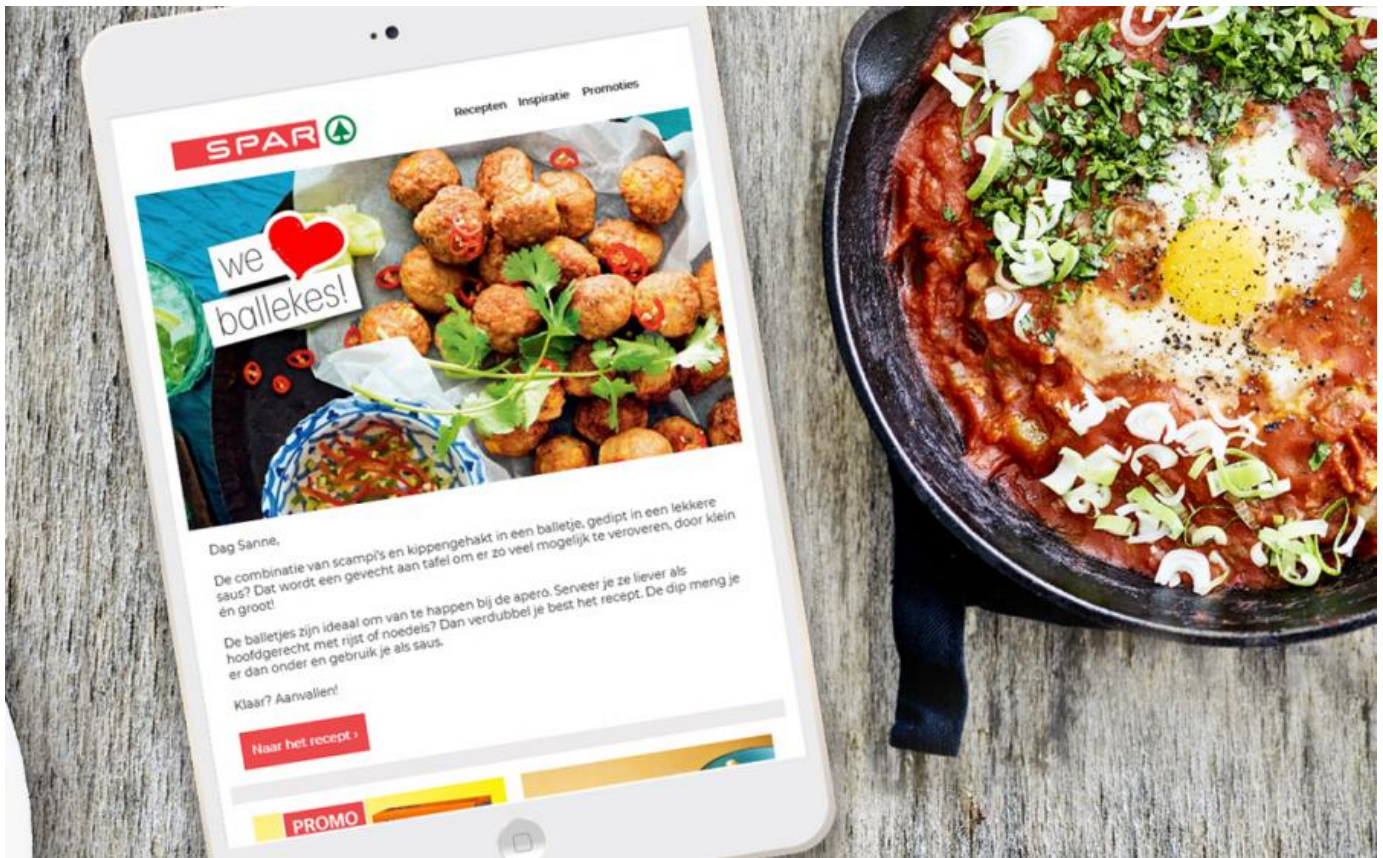 SPAR
Recepten Inspiratie Promoties
we
ballekes!
Dag Sanne,
De combinatie van scampi's en kippengehakt in een balletje, gedipt in een lekkere
saus? Dat wordt een gevecht aan tafel om er zo veel mogelijk te veroveren, door klein
én groot!
De balletjes zijn ideaal om van te happen bij de apero. Serveer je ze liever als
hoofdgerecht met rijst of noedels? Dan verdubbel je best het recept. De dip meng je
er dan onder en gebruik je als saus.
Klaar? Aanvallen!
Naar het recept ›
PROMO